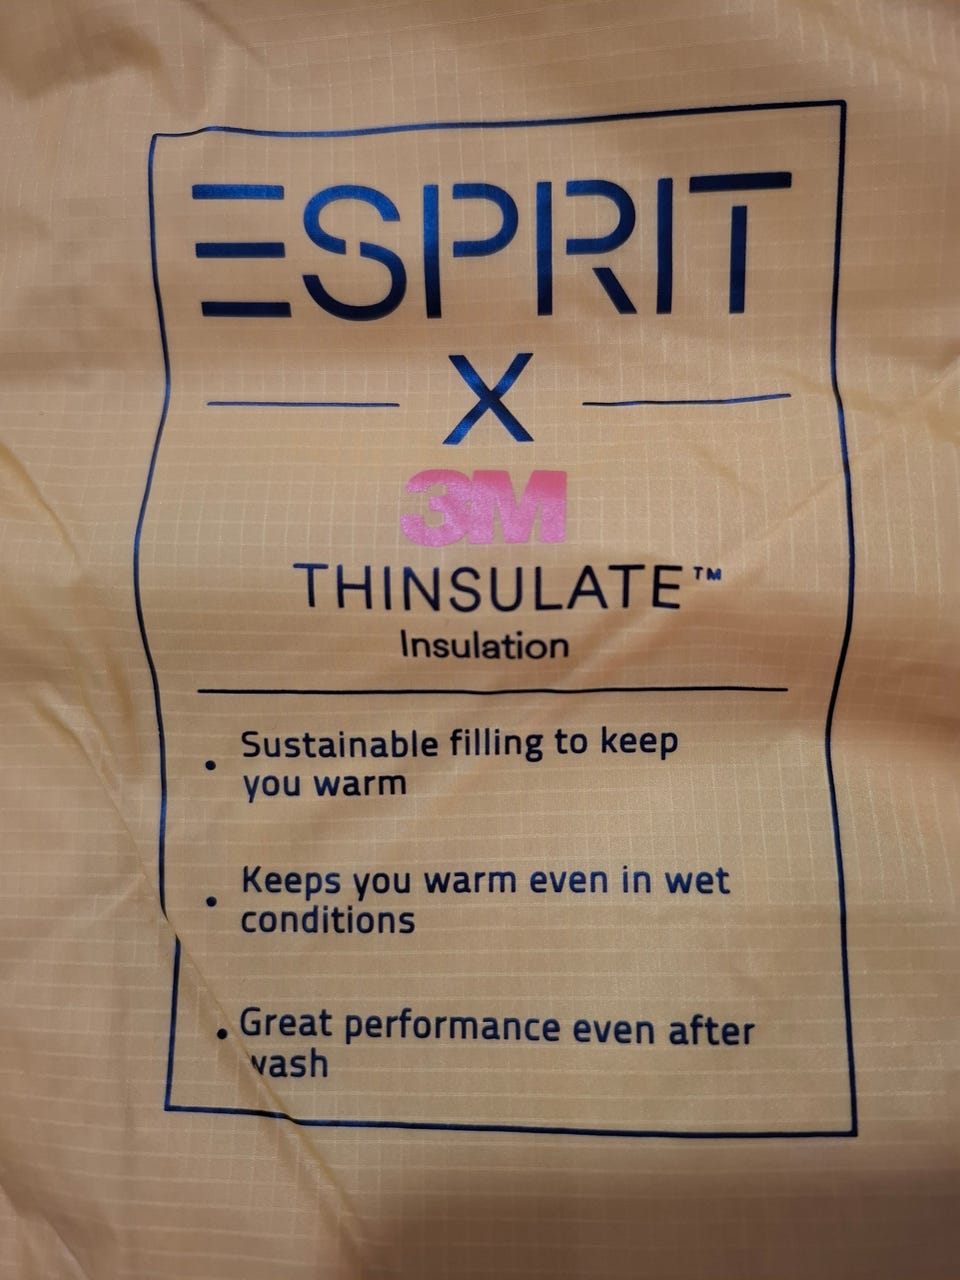 ESPRIT
X
3M
THINSULATE™
Insulation
• Sustainable filling to keep
you warm
• Keeps you warm even in wet
conditions
• Great performance even after
wash